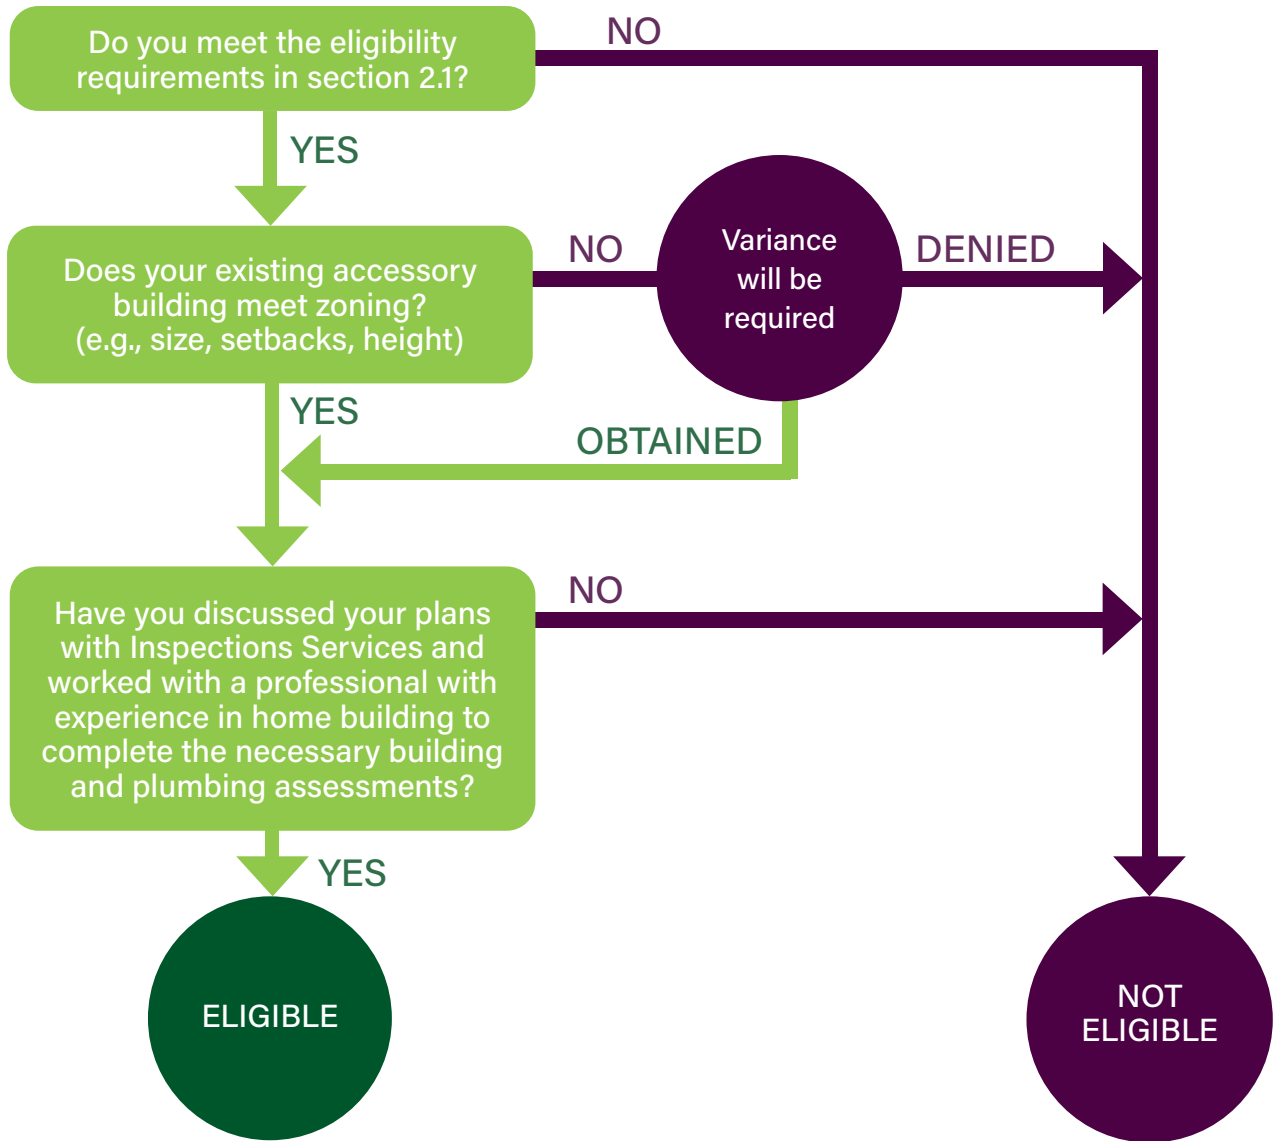 Do you meet the eligibility
requirements in section 2.1?
NO
YES
Does your existing accessory
building meet zoning?
(e.g., size, setbacks, height)
NO
Variance
will be
required
DENIED
YES
OBTAINED
Have you discussed your plans
with Inspections Services and
worked with a professional with
experience in home building to
complete the necessary building
and plumbing assessments?
NO
YES
ELIGIBLE
NOT
ELIGIBLE